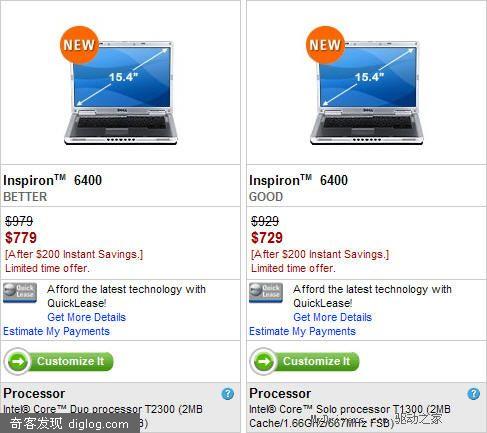 NEW
15.4"
DELL
Inspiron™ 6400
BETTER
$979
$779
[After $200 Instant Savings.]
Limited time offer.
Quick Lease
Afford the latest technology with
QuickLease!
Get More Details
Estimate My Payments
Customize It
Processor
?
Intel® Core™ Duo processor T2300 (2MB
奇客发现 diglog.com
NEW
15.4"
DELL
Inspiron™ 6400
GOOD
$929
$729
[After $200 Instant Savings.]
Limited time offer.
Quick Lease
Afford the latest technology with
QuickLease!
Get More Details
Estimate My Payments
Customize It
Processor
?
Intel® Core™ Solo processor T1300 (2MB
Cache/1.66GHz/667MHz FSB)
驱动之家